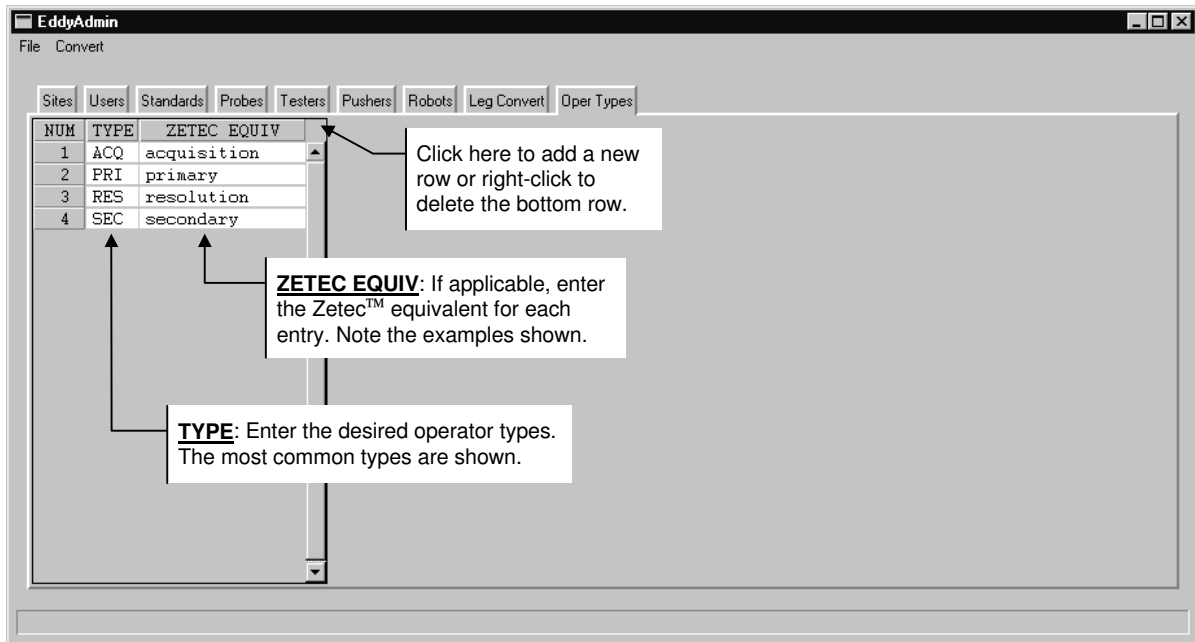 EddyAdmin
File Convert
Sites Users Standards Probes Testers Pushers Robots Leg Convert Oper Types
NUM TYPE ZETEC EQUIV
1 ACQ acquisition
2 PRI primary
3 RES resolution
4 SEC secondary
Click here to add a new
row or right-click to
delete the bottom row.
ZETEC EQUIV: If applicable, enter
the Zetec™ equivalent for each
entry. Note the examples shown.
TYPE: Enter the desired operator types.
The most common types are shown.